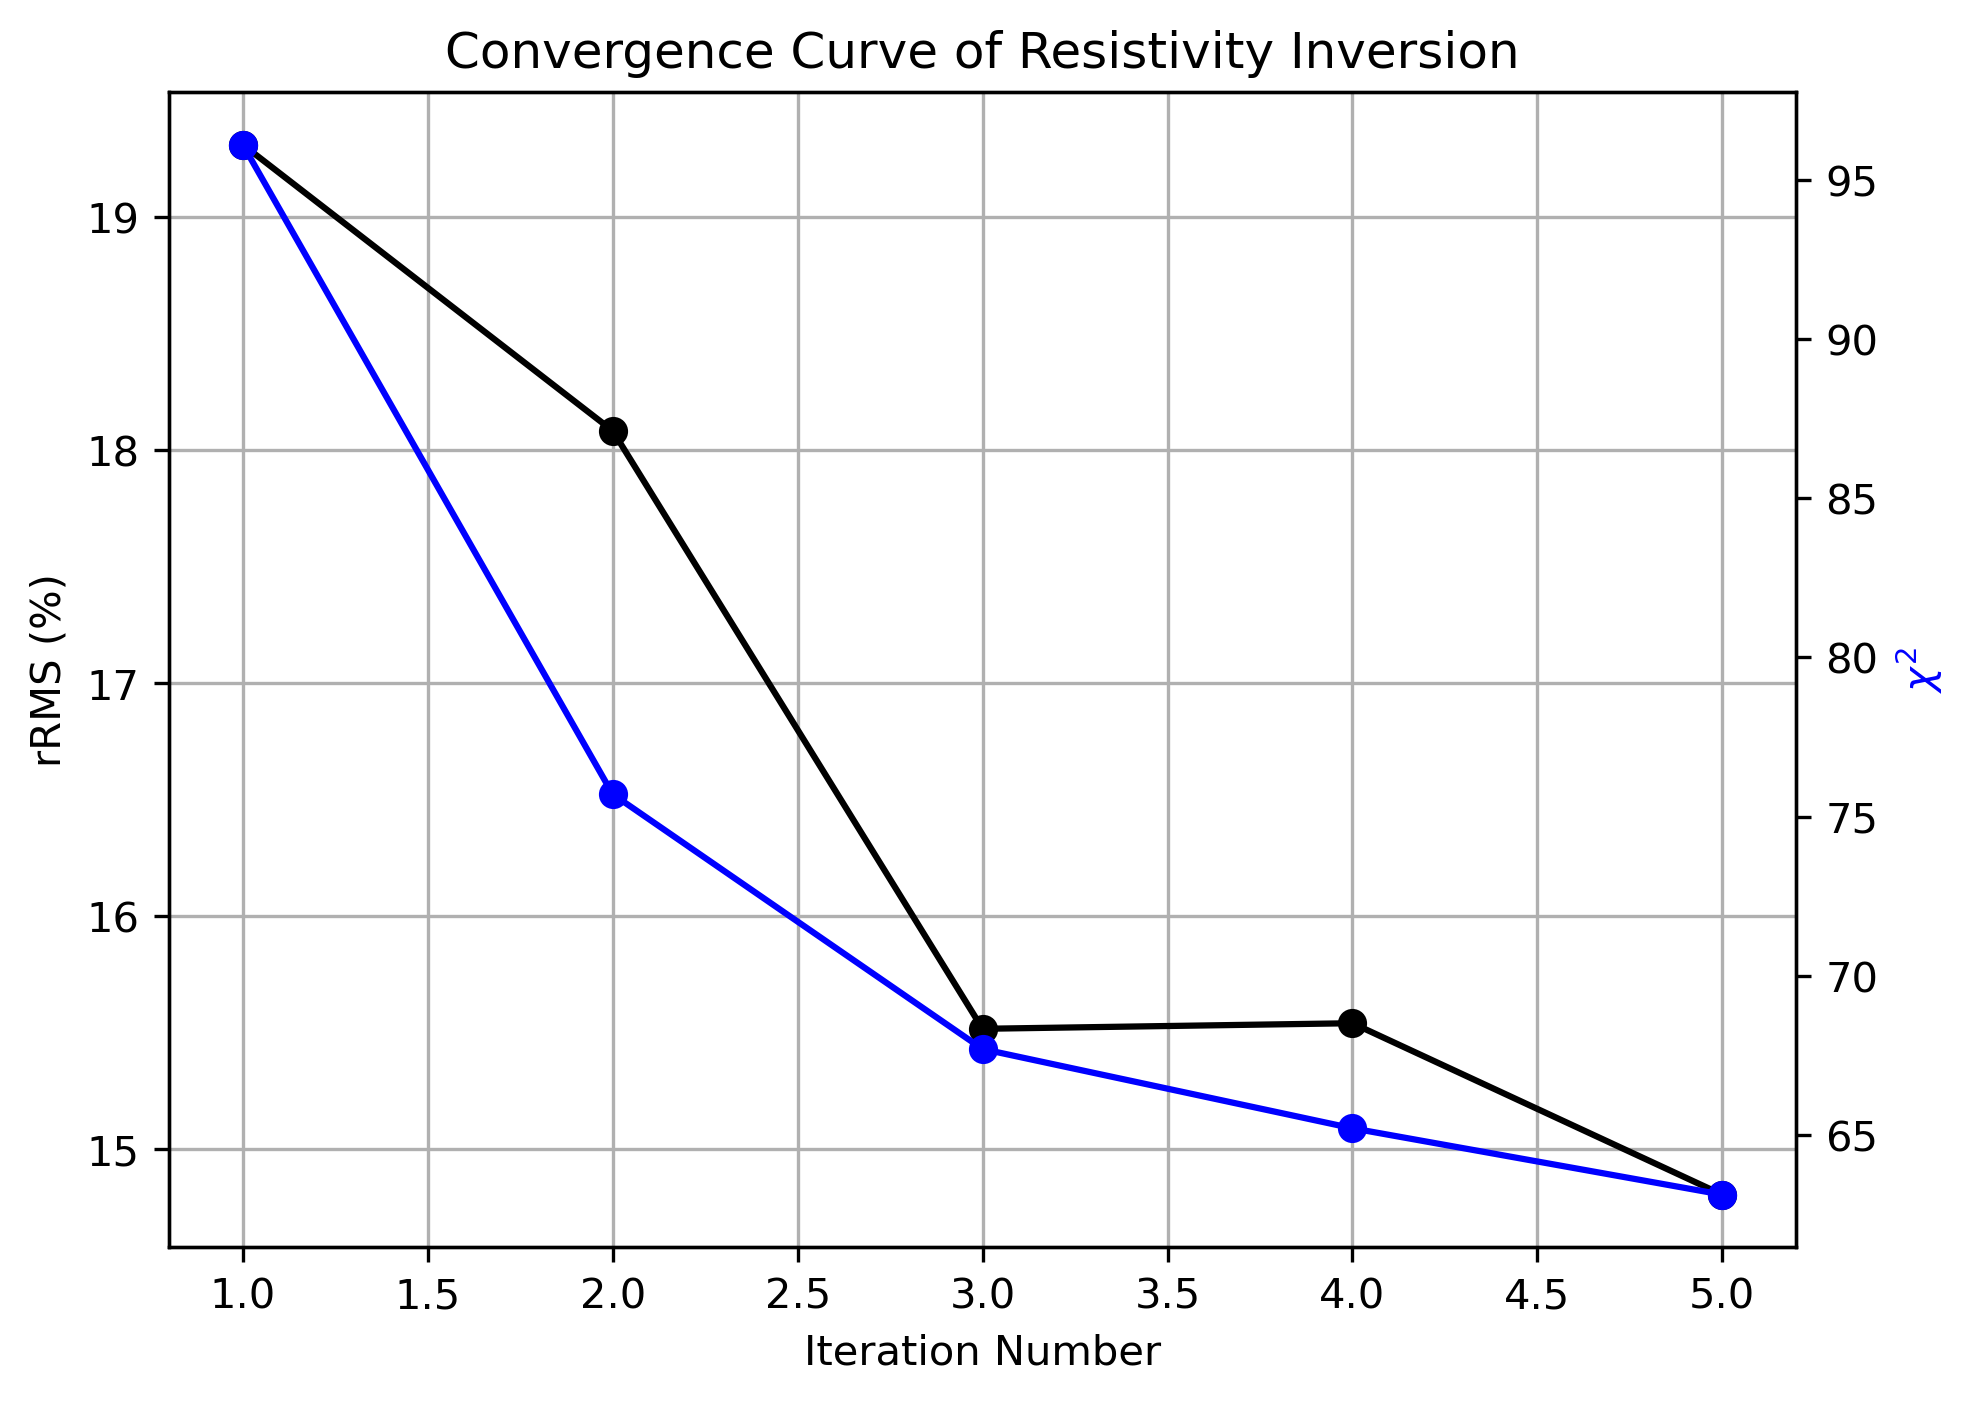 Convergence Curve of Resistivity Inversion
rRMS (%)
19
18
17
16
15
95
90
85
80
75
70
65
χ²
1.0 1.5 2.0 2.5 3.0 3.5 4.0 4.5 5.0
Iteration Number